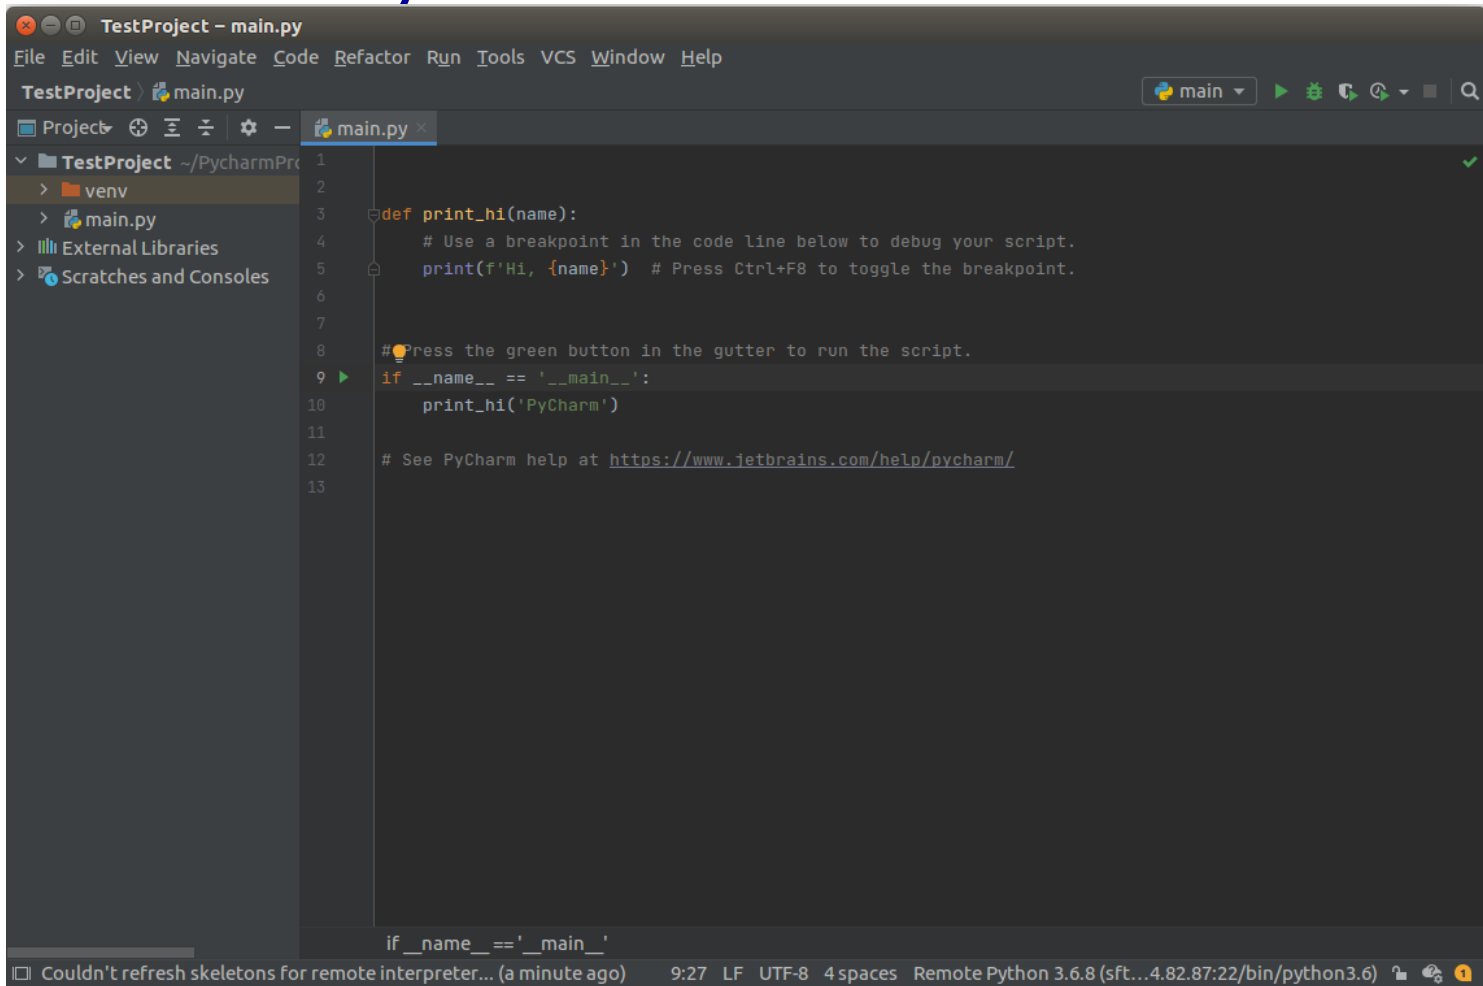 TestProject – main.py
File Edit View Navigate Code Refactor Run Tools VCS Window Help
TestProject main.py
main
Project
main.py
TestProject ~/PycharmPro
venv
main.py
External Libraries
Scratches and Consoles
1
2
3 def print_hi(name):
4 # Use a breakpoint in the code line below to debug your script.
5 print(f'Hi, {name}') # Press Ctrl+F8 to toggle the breakpoint.
6
7
8 # Press the green button in the gutter to run the script.
9 if __name__ == '__main__':
10 print_hi('PyCharm')
11
12 # See PyCharm help at https://www.jetbrains.com/help/pycharm/
13
if __name__ == '__main__'
Couldn't refresh skeletons for remote interpreter... (a minute ago) 9:27 LF UTF-8 4 spaces Remote Python 3.6.8 (sft...4.82.87:22/bin/python3.6) 1